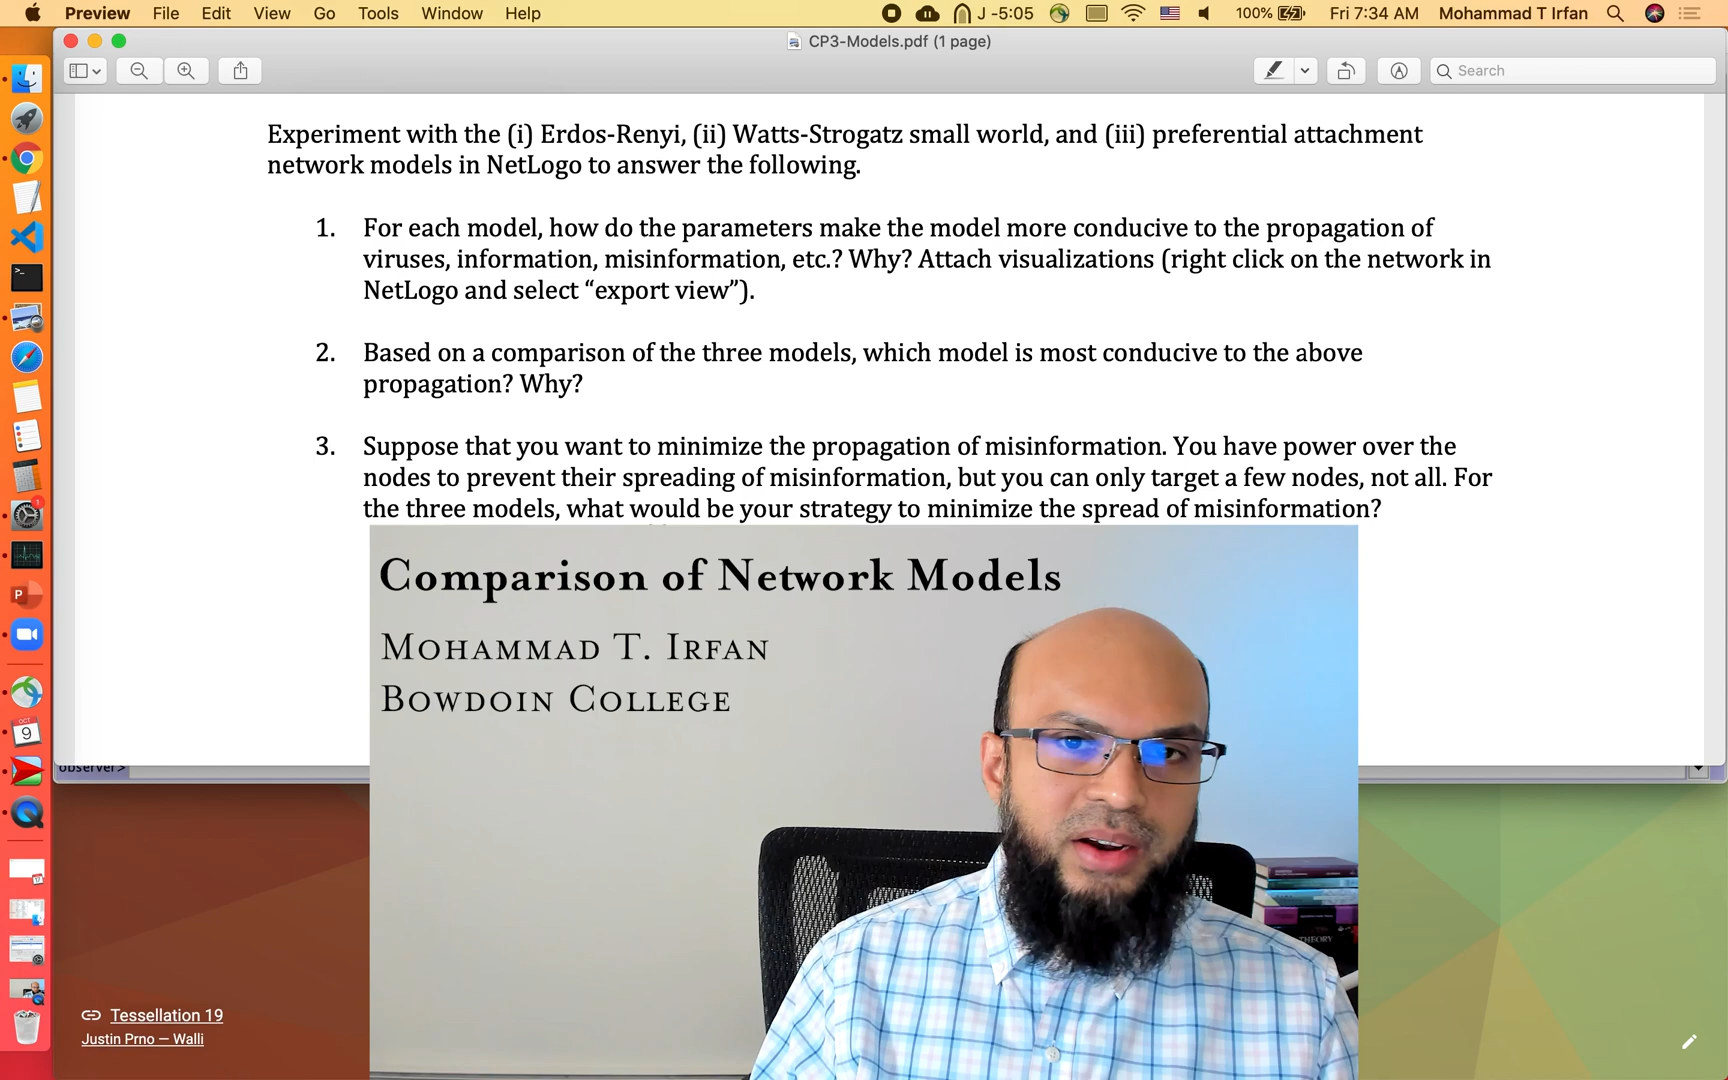 Preview File Edit View Go Tools Window Help J -5:05 100% Fri 7:34 AM Mohammad T Irfan
CP3-Models.pdf (1 page)
Search
Experiment with the (i) Erdos-Renyi, (ii) Watts-Strogatz small world, and (iii) preferential attachment
network models in NetLogo to answer the following.
1. For each model, how do the parameters make the model more conducive to the propagation of
viruses, information, misinformation, etc.? Why? Attach visualizations (right click on the network in
NetLogo and select “export view”).
2. Based on a comparison of the three models, which model is most conducive to the above
propagation? Why?
3. Suppose that you want to minimize the propagation of misinformation. You have power over the
nodes to prevent their spreading of misinformation, but you can only target a few nodes, not all. For
the three models, what would be your strategy to minimize the spread of misinformation?
Comparison of Network Models
Mohammad T. Irfan
Bowdoin College
observer>
OCT
9
1
P
17
THEORY
Tessellation 19
Justin Prno — Walli